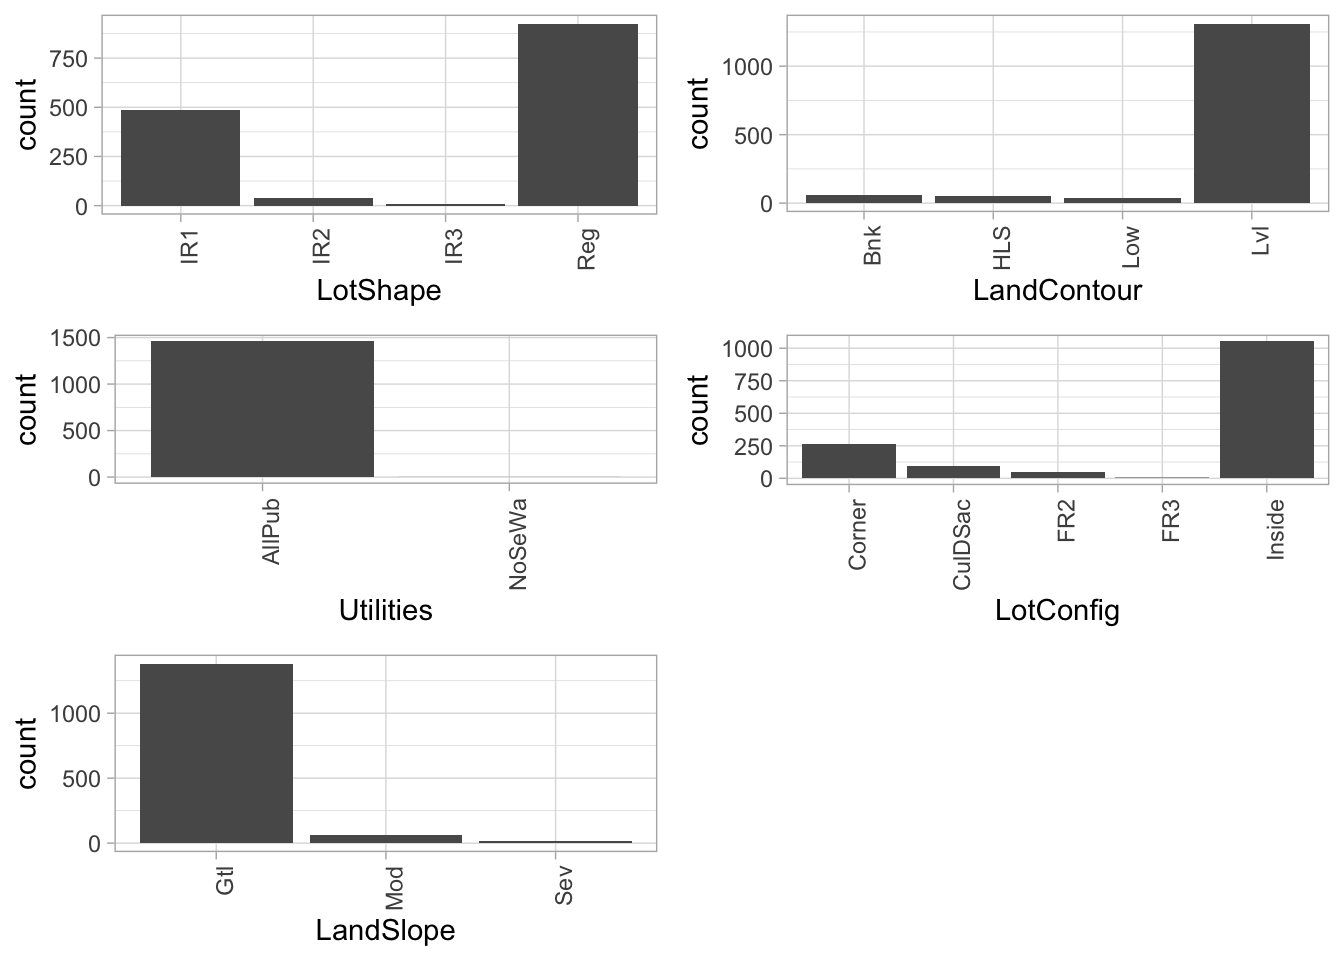 count
750
500
250
0
IR1
IR2
IR3
Reg
LotShape
count
1000
500
0
Bnk
HLS
Low
Lvl
LandContour
count
1500
1000
500
0
AllPub
NoSeWa
Utilities
count
1000
750
500
250
0
Corner
CulDSac
FR2
FR3
Inside
LotConfig
count
1000
500
0
Gtl
Mod
Sev
LandSlope